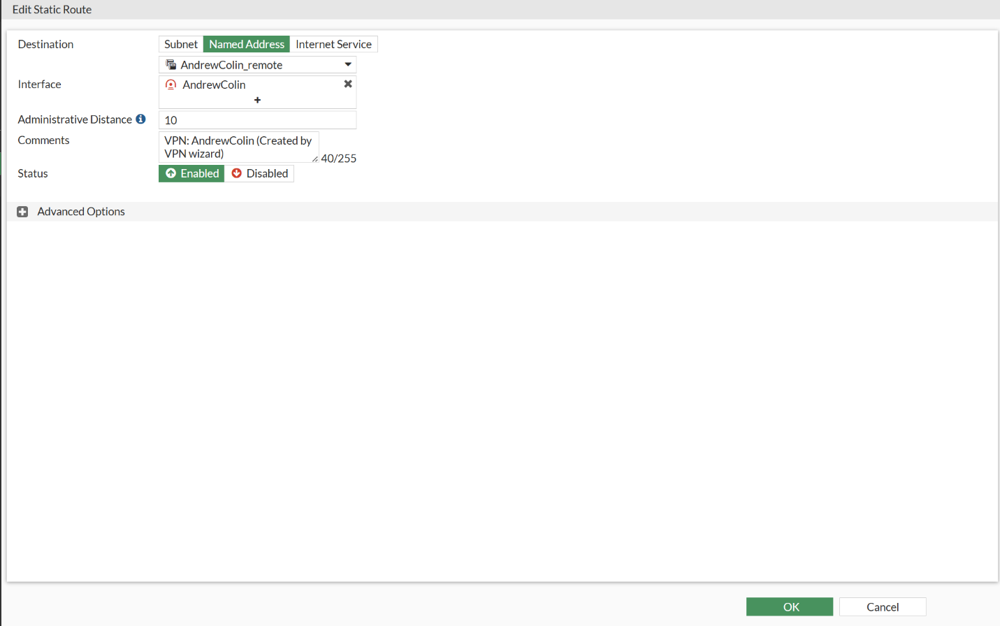 Edit Static Route
Destination
Subnet Named Address Internet Service
AndrewColin_remote
Interface
AndrewColin
Administrative Distance
10
Comments
VPN: AndrewColin (Created by
VPN wizard)
40/255
Status
Enabled Disabled
Advanced Options
OK Cancel